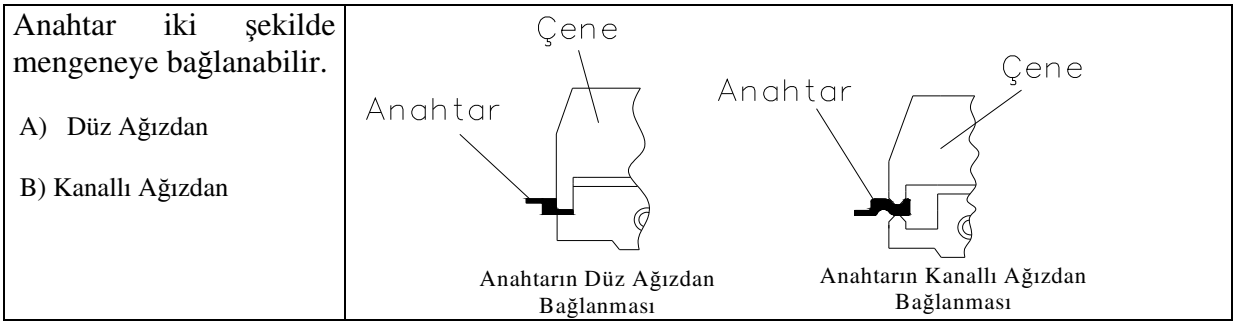 Anahtar iki şekilde
mengeneye bağlanabilir.
A) Düz Ağızdan
B) Kanallı Ağızdan
Çene
Anahtar
Anahtarın Düz Ağızdan
Bağlanması
Çene
Anahtar
Anahtarın Kanallı Ağızdan
Bağlanması